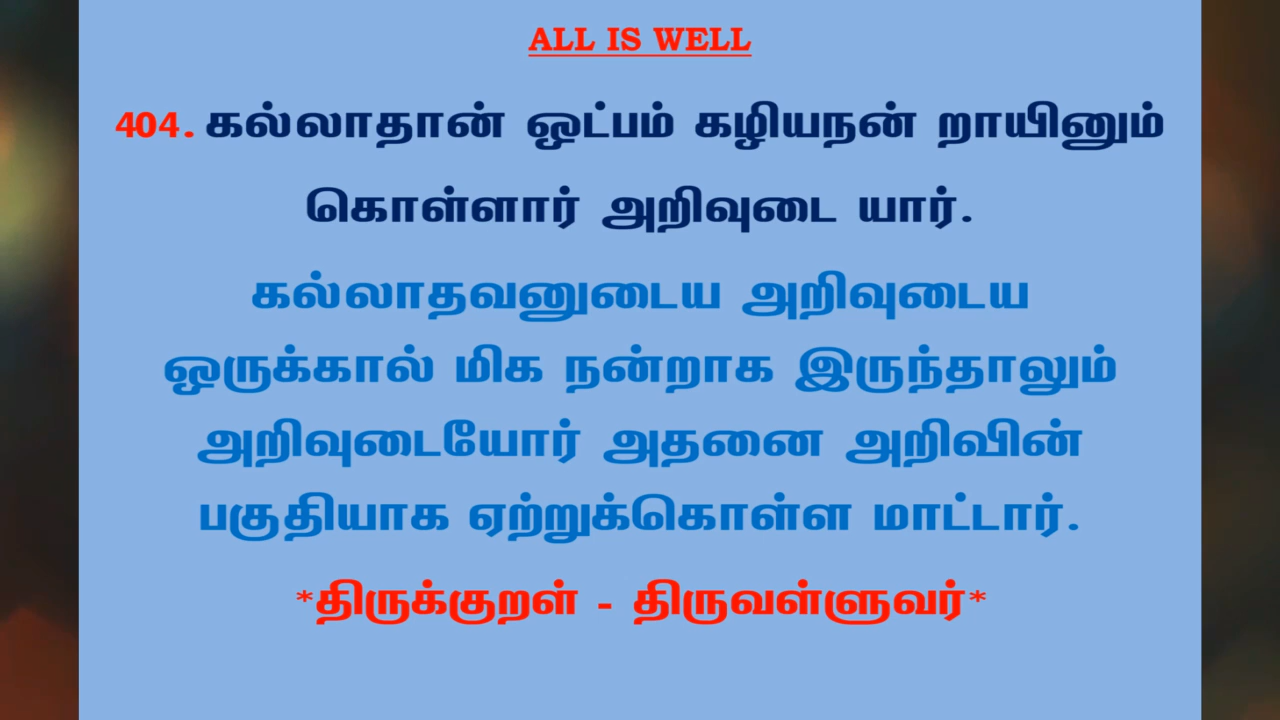 ALL IS WELL
404. கல்லாதான் ஒட்பம் கழியநன் றாயினும்
கொள்ளார் அறிவுடை யார்.
கல்லாதவனுடைய அறிவுடைய
ஒருக்கால் மிக நன்றாக இருந்தாலும்
அறிவுடையோர் அதனை அறிவின்
பகுதியாக ஏற்றுக்கொள்ள மாட்டார்.
*திருக்குறள் - திருவள்ளுவர்*